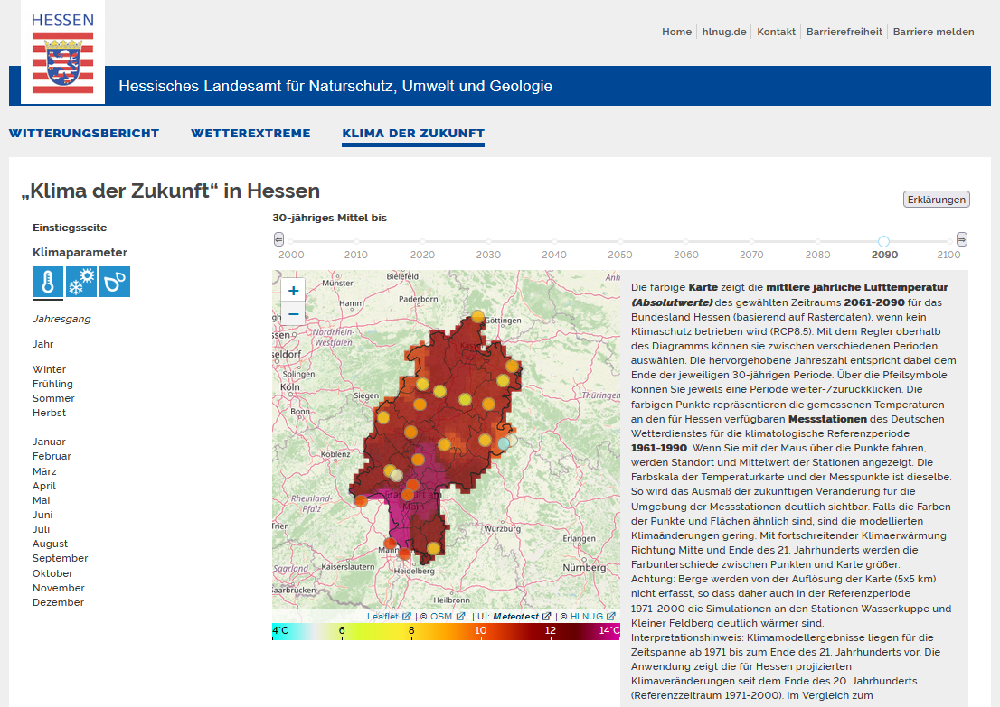 HESSEN
Home
hlnug.de
Kontakt
Barrierefreiheit
Barriere melden
Hessisches Landesamt für Naturschutz, Umwelt und Geologie
WITTERUNGSBERICHT
WETTEREXTREME
KLIMA DER ZUKUNFT
„Klima der Zukunft“ in Hessen
Erklärungen
Einstiegsseite
Klimaparameter
Jahresgang
Jahr
Winter
Frühling
Sommer
Herbst
Januar
Februar
März
April
Mai
Juni
Juli
August
September
Oktober
November
Dezember
30-jähriges Mittel bis
⇐
⇒
2000 2010 2020 2030 2040 2050 2060 2070 2080 2090 2100
+
−
Bielefeld
Münster
Hamm
Paderborn
Göttingen
Nordrhein-
Westfalen
Solingen
Köln
Siegen
Bonn
Thüringen
Koblenz
Rheinland-
Pfalz
Main
Trier
Würzburg
Erlangen
Mann
Saarland
Kaiserslautern
Heidelberg
Nürnberg
Saarbrücken
Heilbronn
Leaflet | © OSM, | UI: Meteotest | © HLNUG
4°C 6 8 10 12 14°C
Die farbige Karte zeigt die mittlere jährliche Lufttemperatur
(Absolutwerte) des gewählten Zeitraums 2061-2090 für das
Bundesland Hessen (basierend auf Rasterdaten), wenn kein
Klimaschutz betrieben wird (RCP8.5). Mit dem Regler oberhalb
des Diagramms können sie zwischen verschiedenen Perioden
auswählen. Die hervorgehobene Jahreszahl entspricht dabei dem
Ende der jeweiligen 30-jährigen Periode. Über die Pfeilsymbole
können Sie jeweils eine Periode weiter-/zurückklicken. Die
farbigen Punkte repräsentieren die gemessenen Temperaturen
an den für Hessen verfügbaren Messstationen des Deutschen
Wetterdienstes für die klimatologische Referenzperiode
1961-1990. Wenn Sie mit der Maus über die Punkte fahren,
werden Standort und Mittelwert der Stationen angezeigt. Die
Farbskala der Temperaturkarte und der Messpunkte ist dieselbe.
So wird das Ausmaß der zukünftigen Veränderung für die
Umgebung der Messstationen deutlich sichtbar. Falls die Farben
der Punkte und Flächen ähnlich sind, sind die modellierten
Klimaänderungen gering. Mit fortschreitender Klimaerwärmung
Richtung Mitte und Ende des 21. Jahrhunderts werden die
Farbunterschiede zwischen Punkten und Karte größer.
Achtung: Berge werden von der Auflösung der Karte (5x5 km)
nicht erfasst, so dass daher auch in der Referenzperiode
1971-2000 die Simulationen an den Stationen Wasserkuppe und
Kleiner Feldberg deutlich wärmer sind.
Interpretationshinweis: Klimamodellergebnisse liegen für die
Zeitspanne ab 1971 bis zum Ende des 21. Jahrhunderts vor. Die
Anwendung zeigt die für Hessen projizierten
Klimaveränderungen seit dem Ende des 20. Jahrhunderts
(Referenzzeitraum 1971-2000). Im Vergleich zum